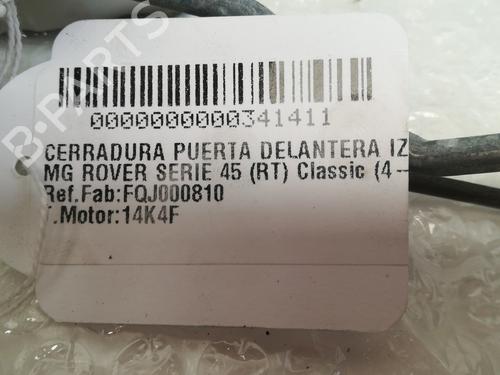 0000000000341411
CERRADURA PUERTA DELANTERA IZ
MG ROVER SERIE 45 (RT) Classic (4
Ref.Fab:FQJ000810
.Motor:14K4F
B-PARTS